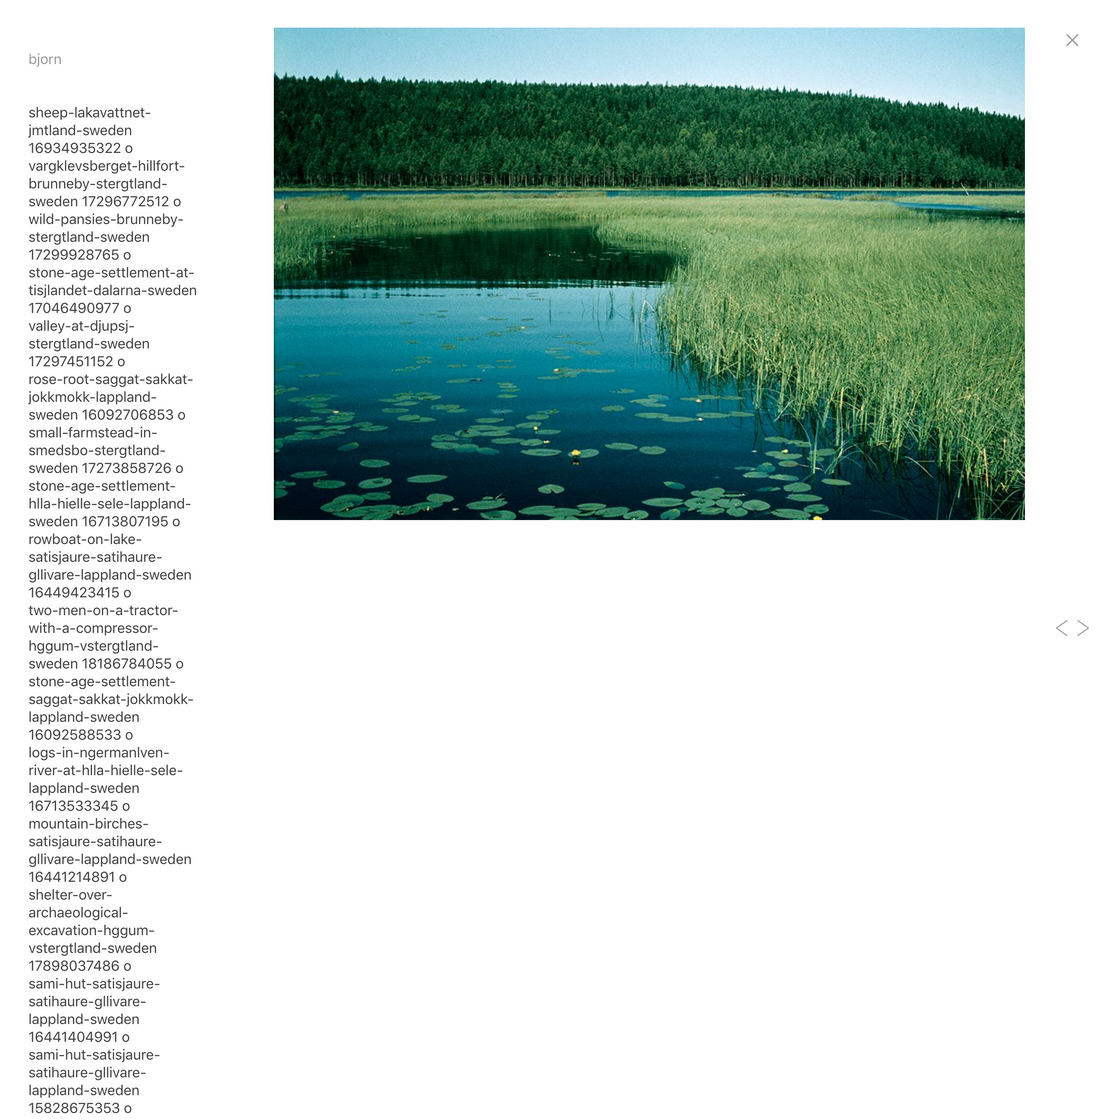 bjorn
sheep-lakavattnet-
jmtland-sweden
16934935322 o
vargklevsberget-hillfort-
brunneby-stergtland-
sweden 17296772512 o
wild-pansies-brunneby-
stergtland-sweden
17299928765 o
stone-age-settlement-at-
tisjlandet-dalarna-sweden
17046490977 o
valley-at-djupsj-
stergtland-sweden
17297451152 o
rose-root-saggat-sakkat-
jokkmokk-lappland-
sweden 16092706853 o
small-farmstead-in-
smedsbo-stergtland-
sweden 17273858726 o
stone-age-settlement-
hlla-hielle-sele-lappland-
sweden 16713807195 o
rowboat-on-lake-
satisjaure-satihaure-
gllivare-lappland-sweden
16449423415 o
two-men-on-a-tractor-
with-a-compressor-
hggum-vstergtland-
sweden 18186784055 o
stone-age-settlement-
saggat-sakkat-jokkmokk-
lappland-sweden
16092588533 o
logs-in-ngermanlven-
river-at-hlla-hielle-sele-
lappland-sweden
16713533345 o
mountain-birches-
satisjaure-satihaure-
gllivare-lappland-sweden
16441214891 o
shelter-over-
archaeological-
excavation-hggum-
vstergtland-sweden
17898037486 o
sami-hut-satisjaure-
satihaure-gllivare-
lappland-sweden
16441404991 o
sami-hut-satisjaure-
satihaure-gllivare-
lappland-sweden
15828675353 o